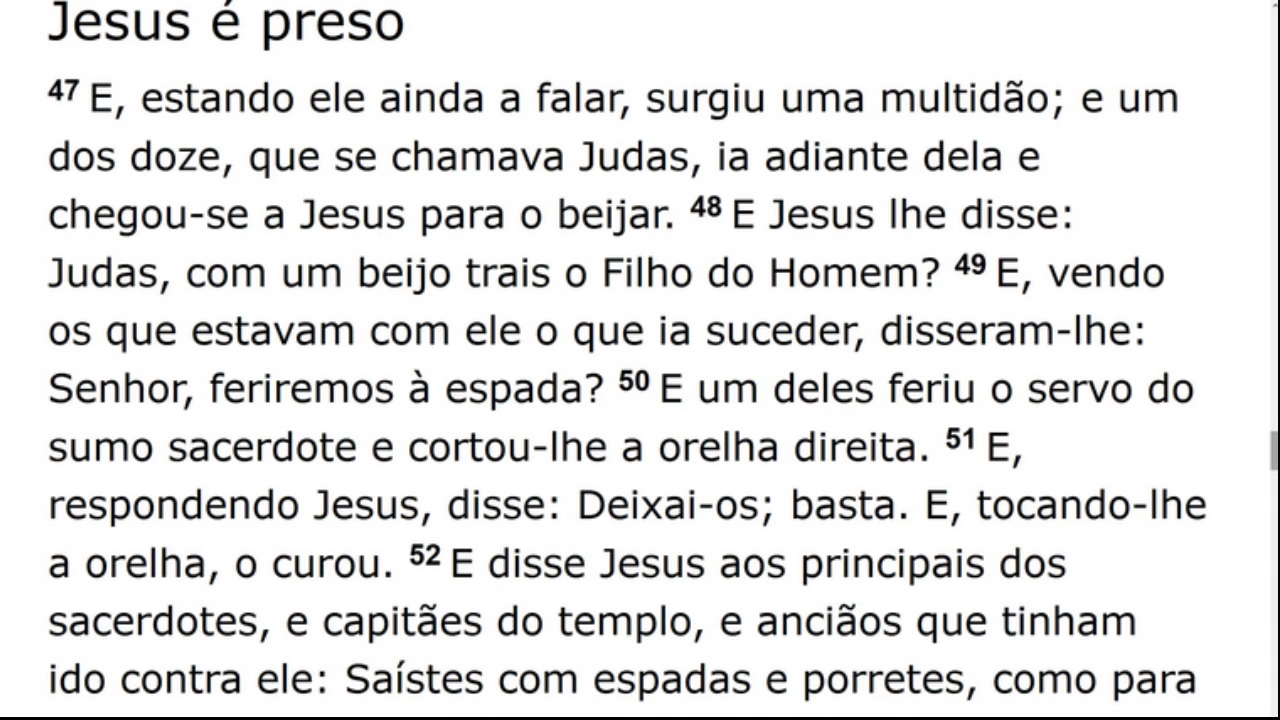 Jesus é preso
47 E, estando ele ainda a falar, surgiu uma multidão; e um
dos doze, que se chamava Judas, ia adiante dela e
chegou-se a Jesus para o beijar. 48 E Jesus lhe disse:
Judas, com um beijo trais o Filho do Homem? 49 E, vendo
os que estavam com ele o que ia suceder, disseram-lhe:
Senhor, feriremos à espada? 50 E um deles feriu o servo do
sumo sacerdote e cortou-lhe a orelha direita. 51 E,
respondendo Jesus, disse: Deixai-os; basta. E, tocando-lhe
a orelha, o curou. 52 E disse Jesus aos principais dos
sacerdotes, e capitães do templo, e anciãos que tinham
ido contra ele: Saístes com espadas e porretes, como para